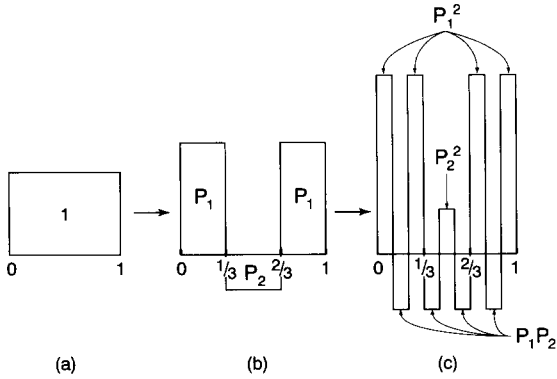 P₁²
P₂²
1
P₁ P₁
0 1
0 1/3 P₂ 2/3 1
0 1/3 2/3 1
P₁P₂
(a) (b) (c)